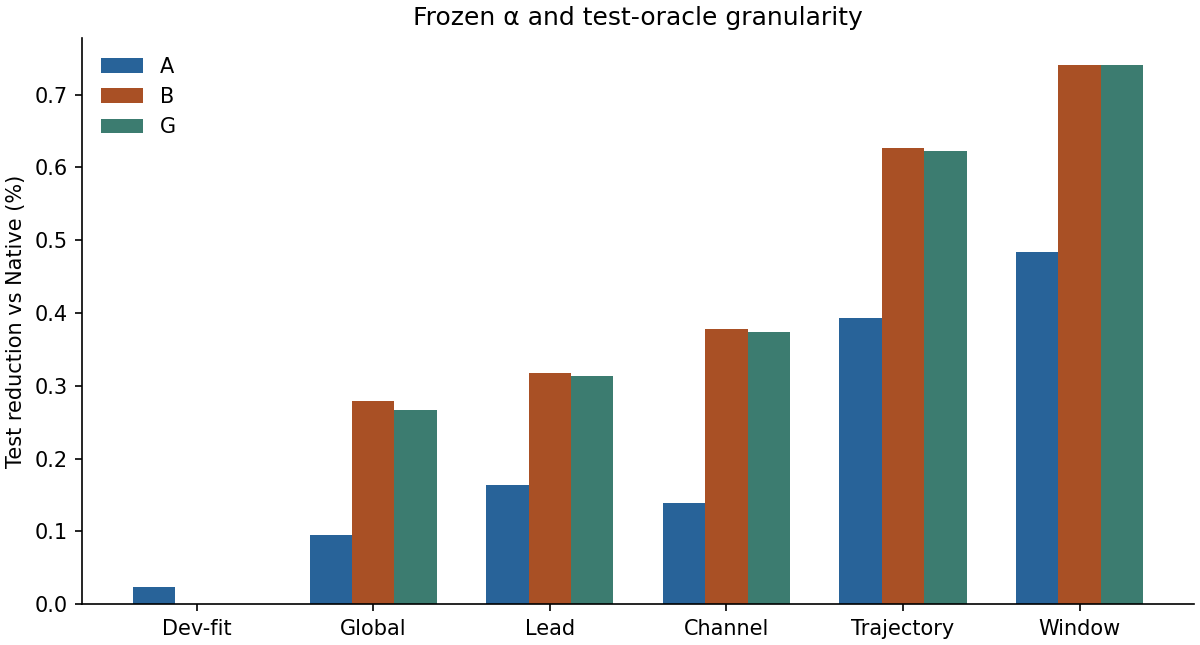 Frozen α and test-oracle granularity
A
B
G
Test reduction vs Native (%)
0.7
0.6
0.5
0.4
0.3
0.2
0.1
0.0
Dev-fit Global Lead Channel Trajectory Window